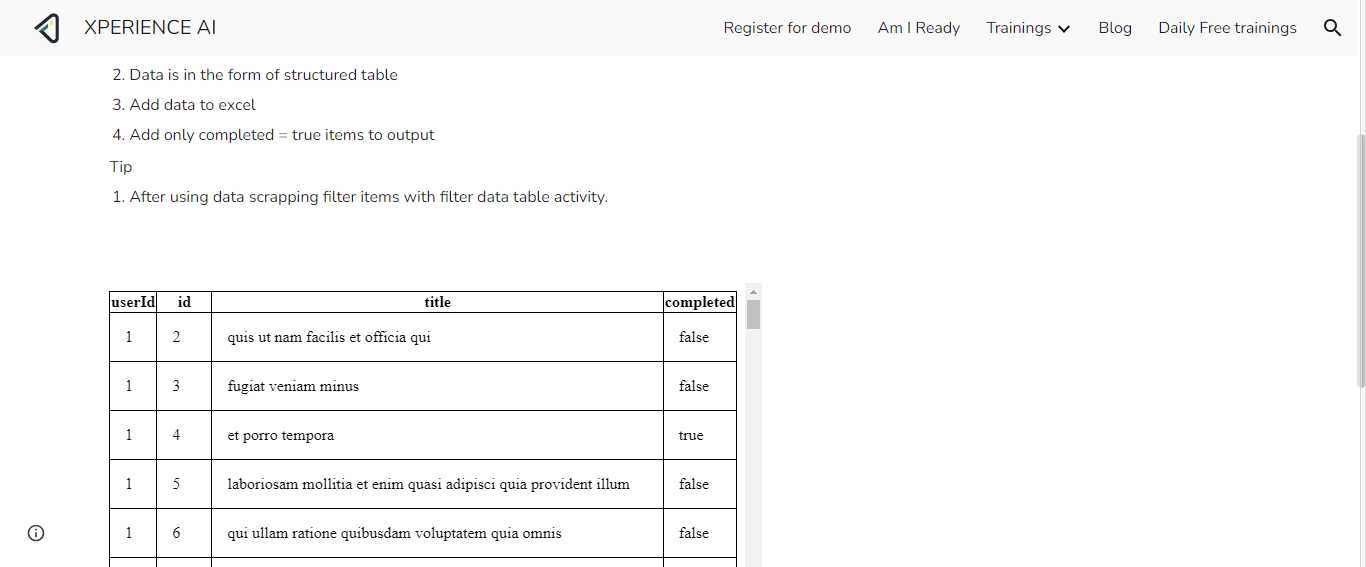 XPERIENCE AI Register for demo Am I Ready Trainings Blog Daily Free trainings
2. Data is in the form of structured table
3. Add data to excel
4. Add only completed = true items to output
Tip
1. After using data scrapping filter items with filter data table activity.
userId id title completed
1 2 quis ut nam facilis et officia qui false
1 3 fugiat veniam minus false
1 4 et porro tempora true
1 5 laboriosam mollitia et enim quasi adipisci quia provident illum false
1 6 qui ullam ratione quibusdam voluptatem quia omnis false